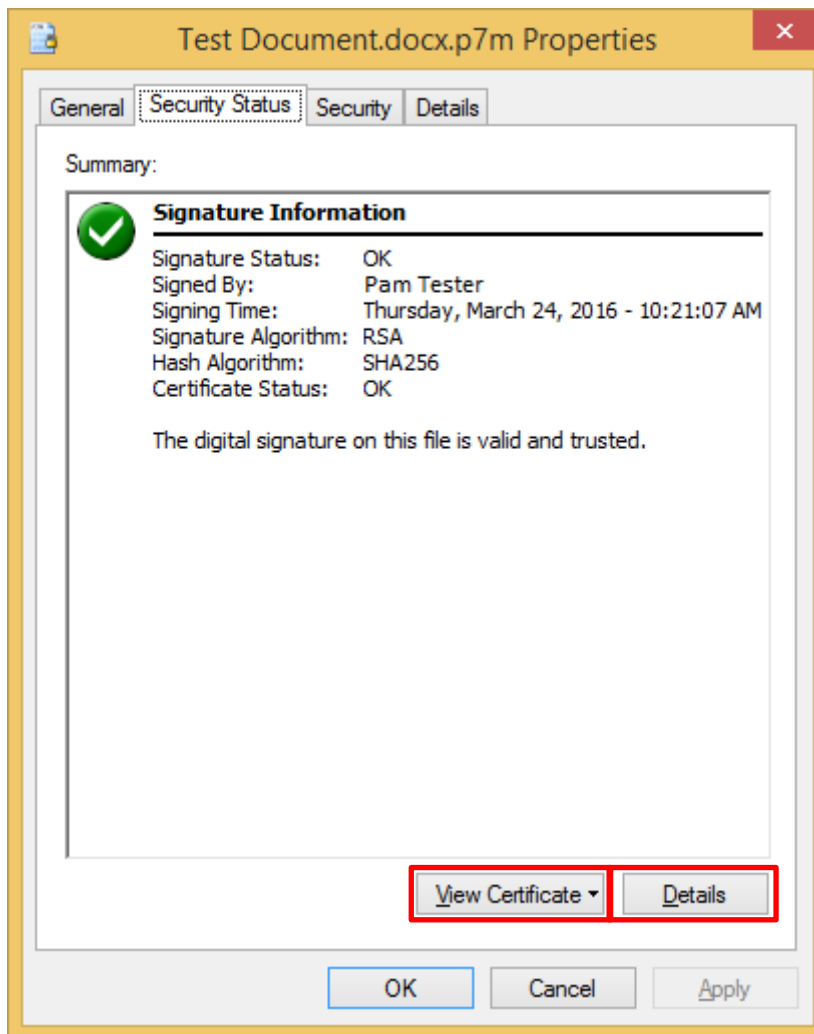 Test Document.docx.p7m Properties
General Security Status Security Details
Summary:
Signature Information
Signature Status: OK
Signed By: Pam Tester
Signing Time: Thursday, March 24, 2016 - 10:21:07 AM
Signature Algorithm: RSA
Hash Algorithm: SHA256
Certificate Status: OK
The digital signature on this file is valid and trusted.
View Certificate Details
OK Cancel Apply